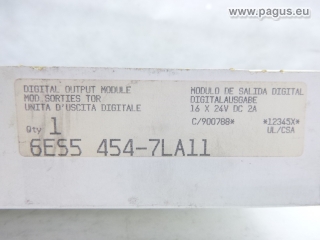 www.pagus.eu
DIGITAL OUTPUT MODULE
MOD.SORTIES TOR
UNITA D'USCITA DIGITALE
MODULO DE SALIDA DIGITAL
DIGITALAUSGABE
16 X 24V DC 2A
Qty 1
C/900788* *12345X*
UL/CSA
6ES5 454-7LA11